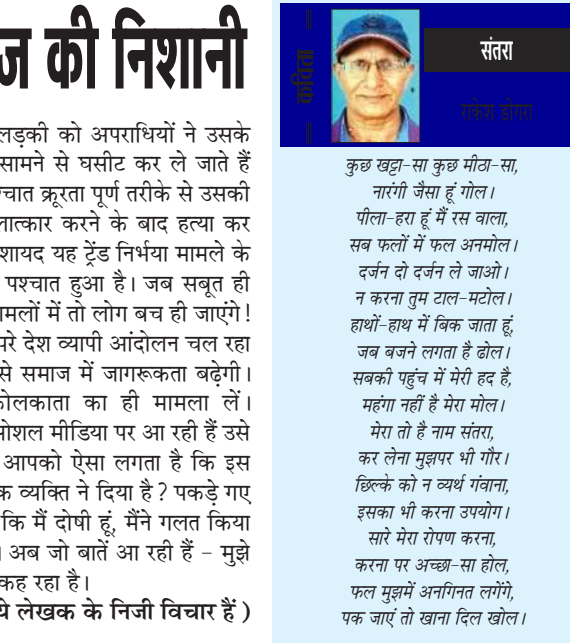 ज की निशानी
लड़की को अपराधियों ने उसके
सामने से घसीट कर ले जाते हैं
चात क्रूरता पूर्ण तरीके से उसकी
लात्कार करने के बाद हत्या कर
शायद यह ट्रेंड निर्भया मामले के
पश्चात हुआ है। जब सबूत ही
मलों में तो लोग बच ही जाएंगे!
परे देश व्यापी आंदोलन चल रहा
से समाज में जागरूकता बढ़ेगी।
कोलकाता का ही मामला लें।
सोशल मीडिया पर आ रही हैं उसे
आपको ऐसा लगता है कि इस
क व्यक्ति ने दिया है? पकड़े गए
कि मैं दोषी हूं, मैंने गलत किया
। अब जो बातें आ रही हैं - मुझे
कह रहा है।
ये लेखक के निजी विचार हैं )
कविता
संतरा
राकेश डोगरा
कुछ खट्टा-सा कुछ मीठा-सा,
नारंगी जैसा हूं गोल।
पीला-हरा हूं मैं रस वाला,
सब फलों में फल अनमोल।
दर्जन दो दर्जन ले जाओ।
न करना तुम टाल-मटोल।
हाथों-हाथ में बिक जाता हूं,
जब बजने लगता है ढोल।
सबकी पहुंच में मेरी हद है,
महंगा नहीं है मेरा मोल।
मेरा तो है नाम संतरा,
कर लेना मुझपर भी गौर।
छिल्के को न व्यर्थ गंवाना,
इसका भी करना उपयोग।
सारे मेरा रोपण करना,
करना पर अच्छा-सा होल,
फल मुझमें अनगिनत लगेंगे,
पक जाएं तो खाना दिल खोल।